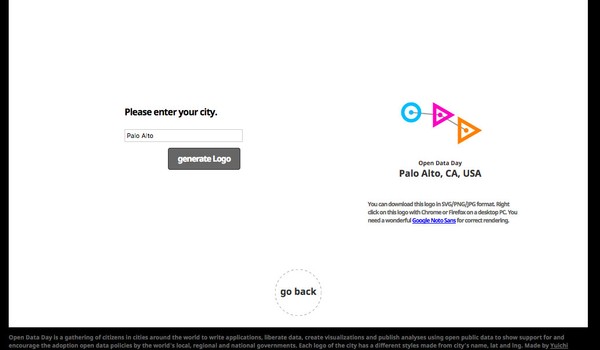 Please enter your city.
Palo Alto
generate Logo
Open Data Day
Palo Alto, CA, USA
You can download this logo in SVG/PNG/JPG format. Right
click on this logo with Chrome or Firefox on a desktop PC. You
need a wonderful Google Noto Sans for correct rendering.
go back
Open Data Day is a gathering of citizens in cities around the world to write applications, liberate data, create visualizations and publish analyses using open public data to show support for and
encourage the adoption open data policies by the world's local, regional and national governments. Each logo of the city has a different styles made from city's name, lat and lng. Made by Yuichi